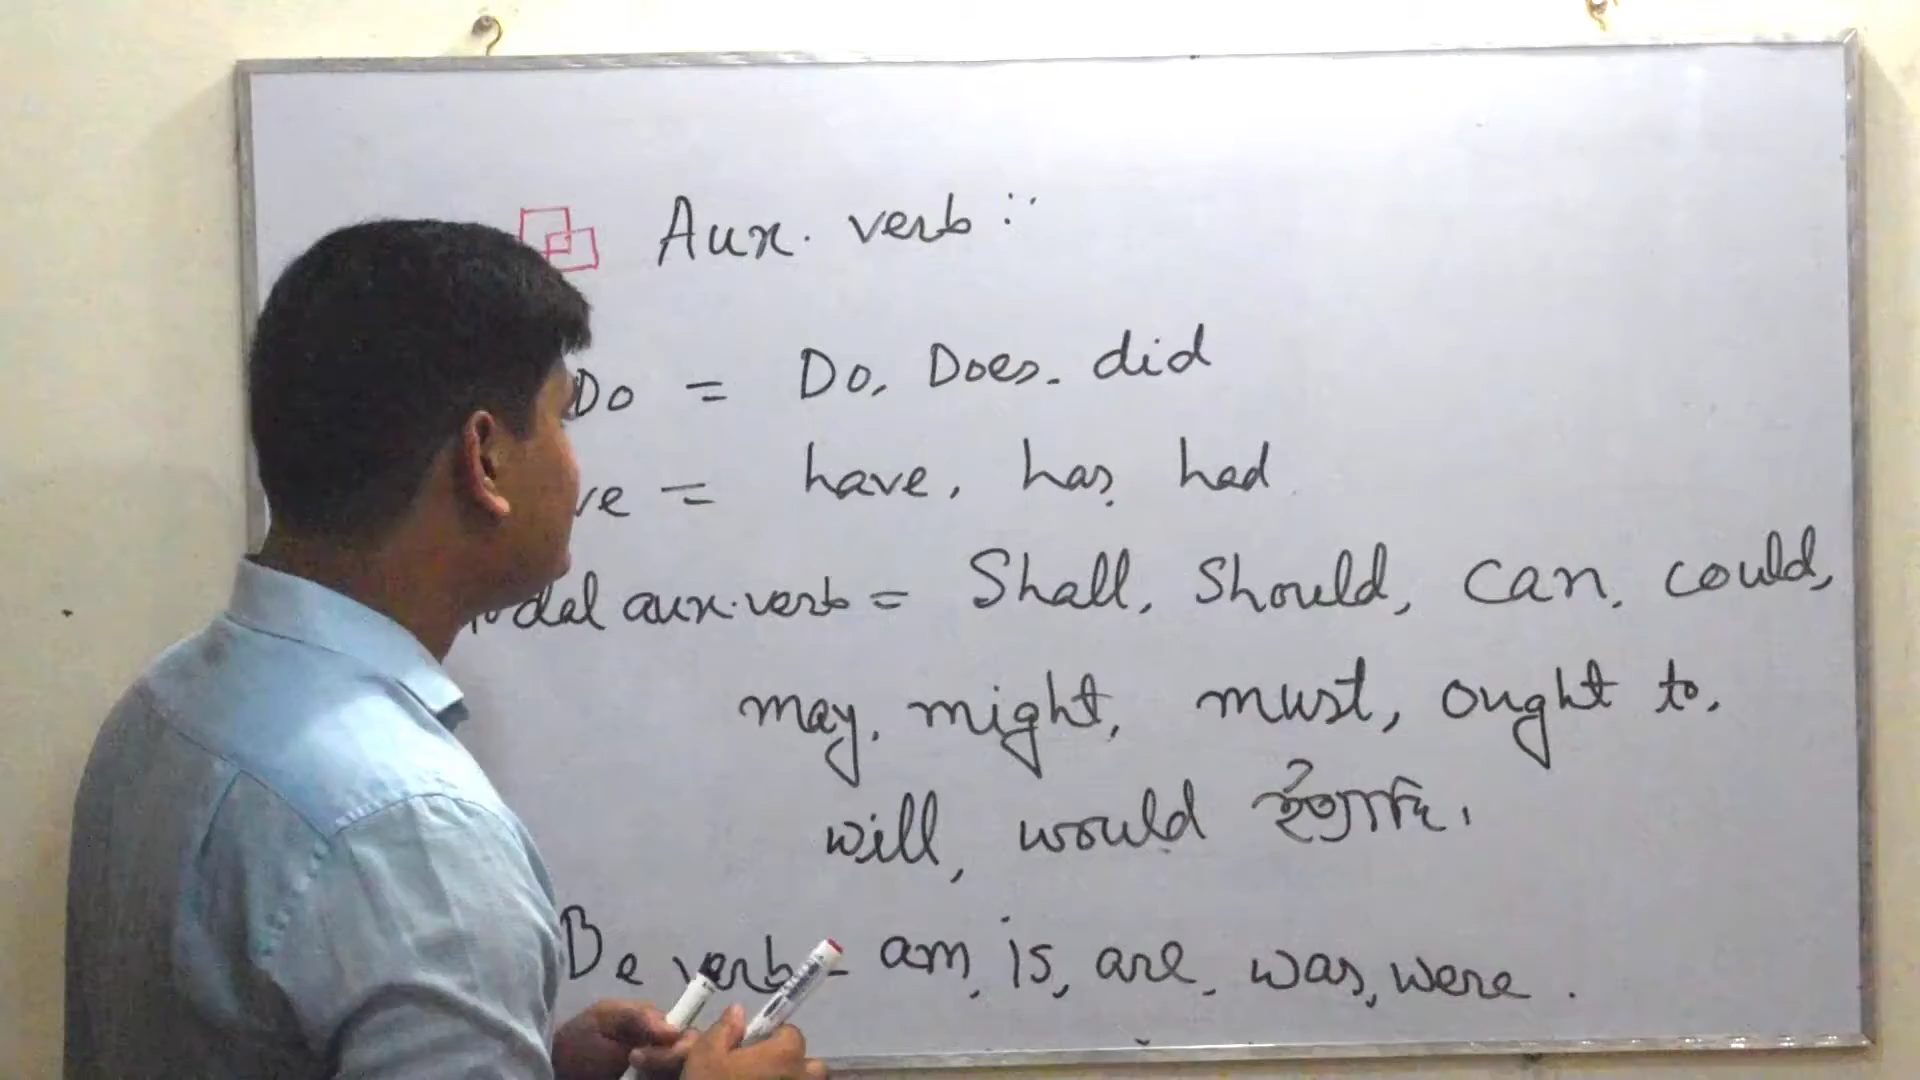 Aux. verb :
Do = Do, Does, did
ve = have, has, had
odal aux. verb = Shall, Should, can, could,
may, might, must, ought to,
will, would ইত্যাদি।
Be verb = am, is, are, was, were.